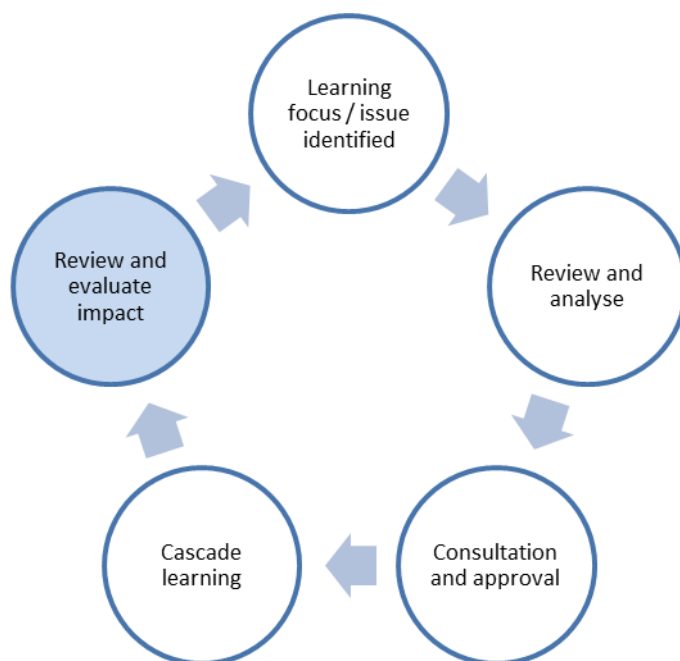 Learning
focus / issue
identified
Review and
analyse
Consultation
and approval
Cascade
learning
Review and
evaluate
impact